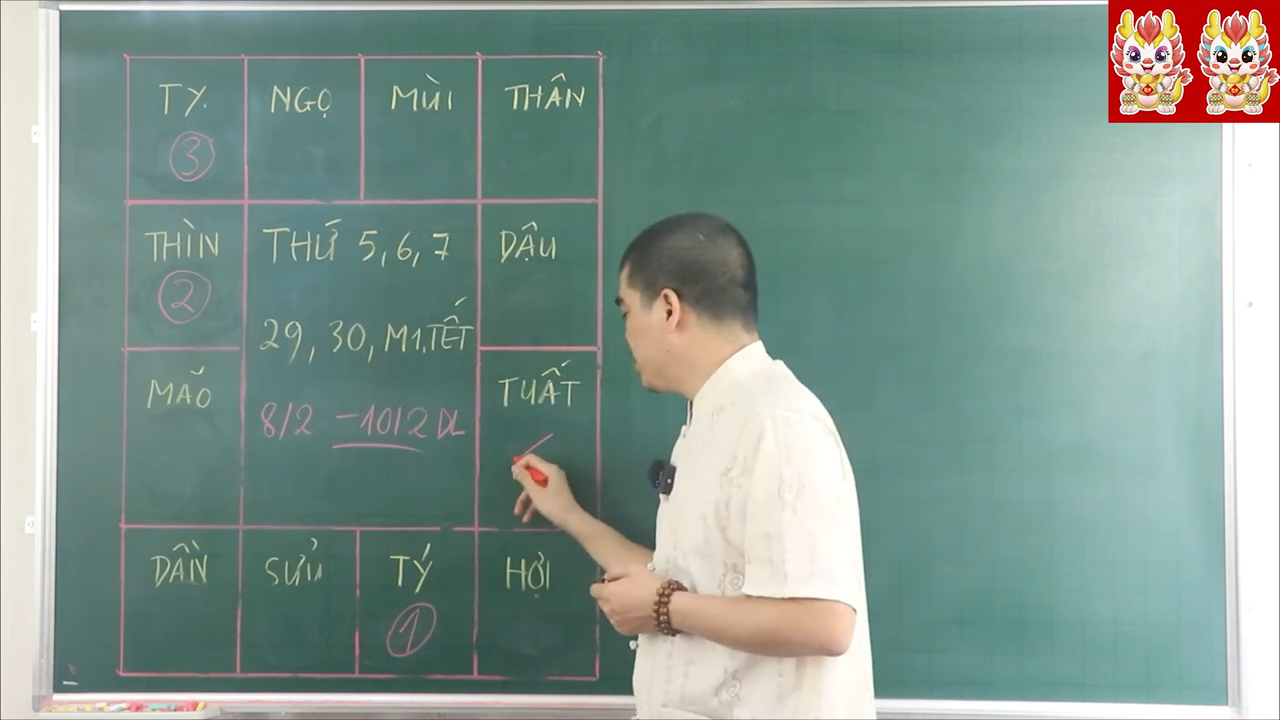 TỴ NGỌ MÙI THÂN
③
THÌN THỨ 5, 6, 7 DẬU
②
29, 30, M1.TẾT
MÃO 8/2 - 10/2 DL TUẤT
DẦN SỬU TÝ HỢI
①